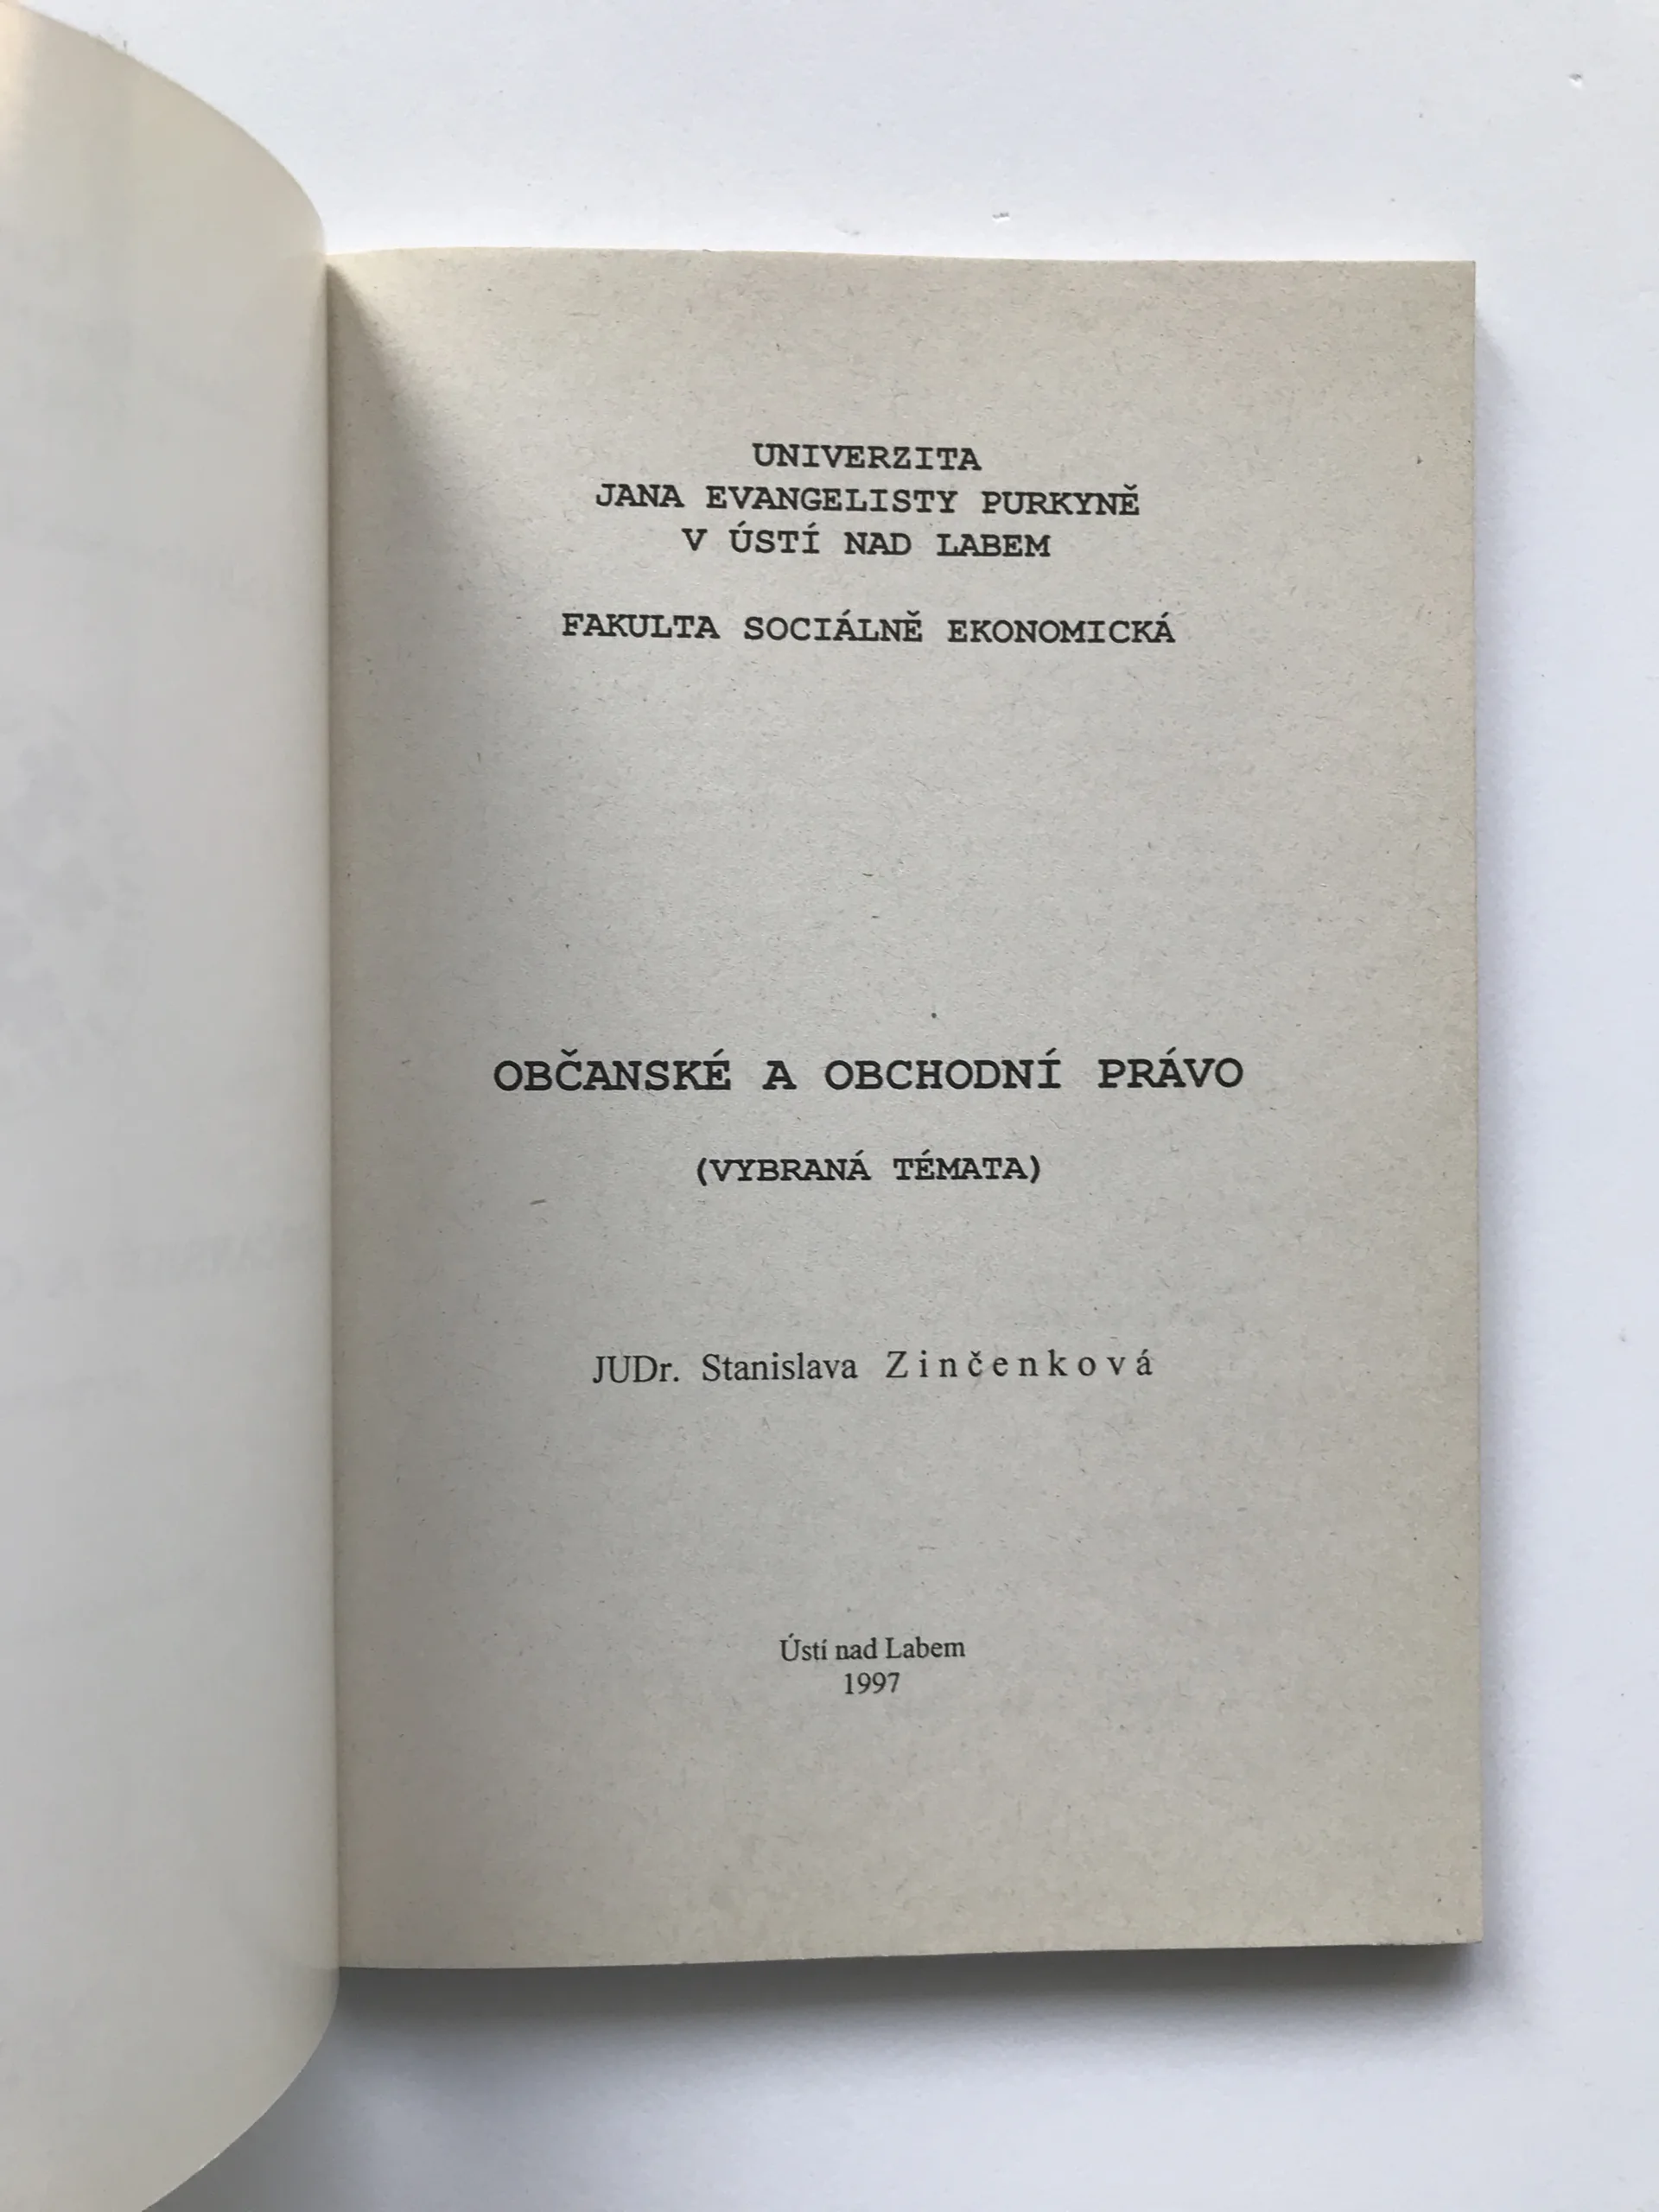 UNIVERZITA
JANA EVANGELISTY PURKYNĚ
V ÚSTÍ NAD LABEM
FAKULTA SOCIÁLNĚ EKONOMICKÁ
OBČANSKÉ A OBCHODNÍ PRÁVO
(VYBRANÁ TÉMATA)
JUDr. Stanislava Zinčenková
Ústí nad Labem
1997